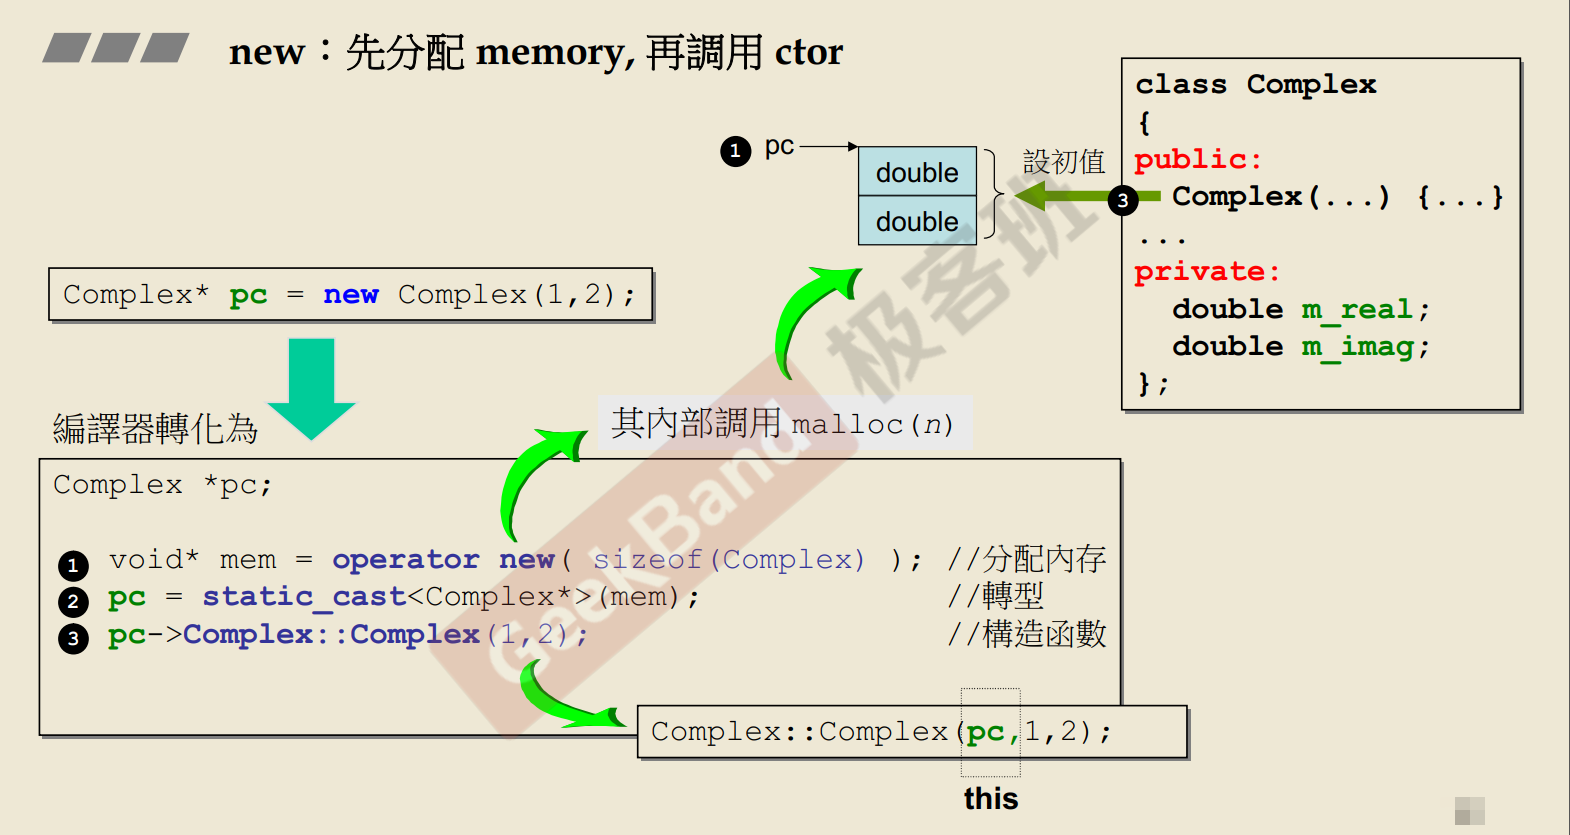 new：先分配 memory, 再調用 ctor
class Complex
{
public:
Complex(...) {...}
...
private:
double m_real;
double m_imag;
};
1 pc
double
double
設初值
3
Complex* pc = new Complex(1,2);
編譯器轉化為
其內部調用 malloc(n)
Complex *pc;
1 void* mem = operator new( sizeof(Complex) ); //分配內存
2 pc = static_cast<Complex*>(mem); //轉型
3 pc->Complex::Complex(1,2); //構造函數
Complex::Complex(pc,1,2);
this
GeekBand 极客班